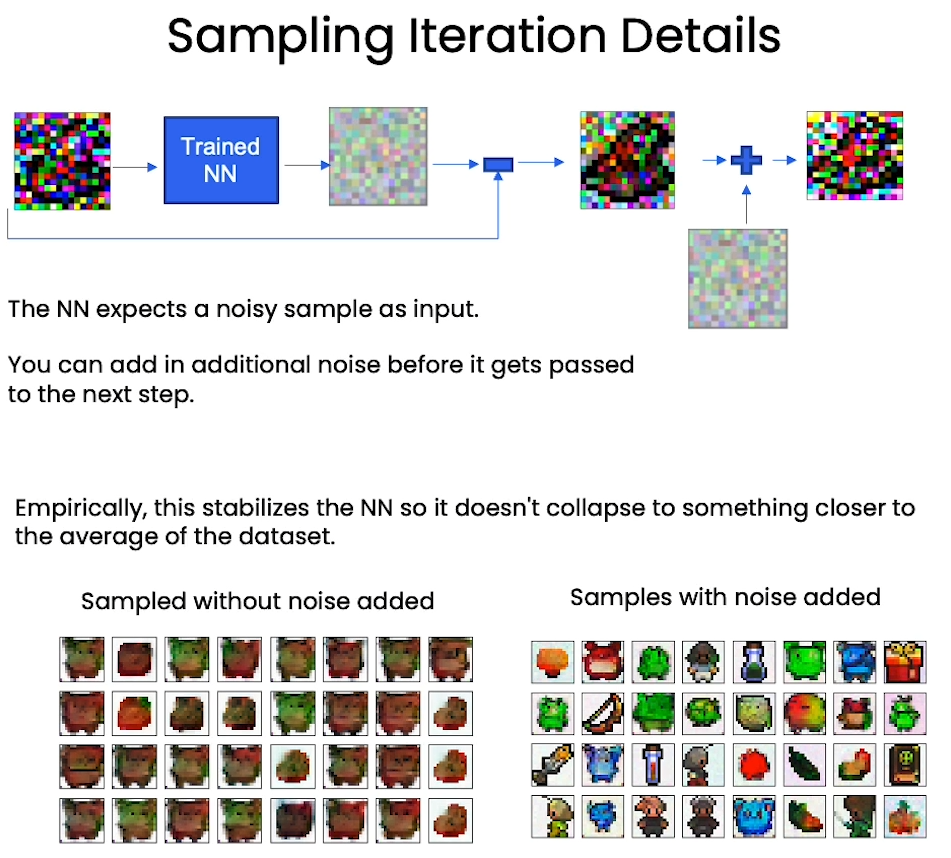 Sampling Iteration Details
Trained
NN
The NN expects a noisy sample as input.
You can add in additional noise before it gets passed
to the next step.
Empirically, this stabilizes the NN so it doesn't collapse to something closer to
the average of the dataset.
Sampled without noise added
Samples with noise added